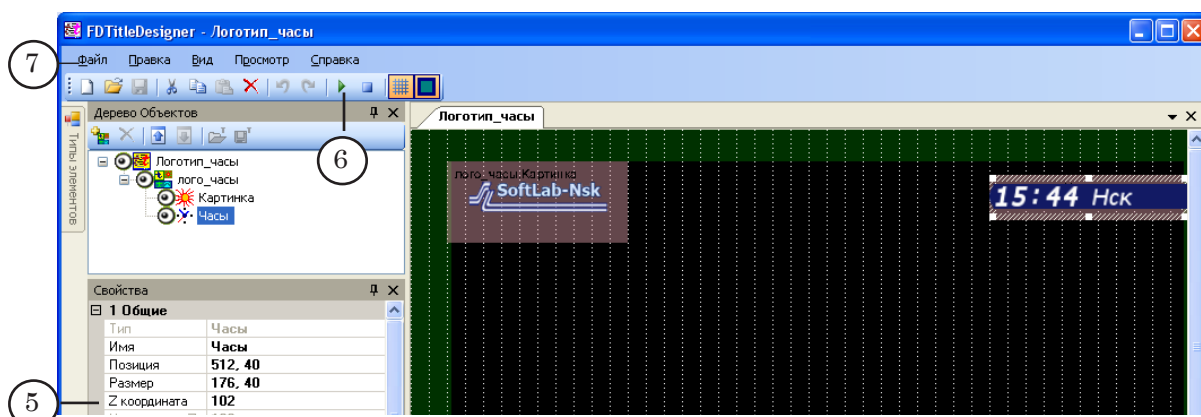 FDTitleDesigner - Логотип_часы
7
Файл Правка Вид Просмотр Справка
Дерево Объектов
Типы элементов
Логотип_часы
лого_часы
Картинка
Часы
6
Логотип_часы
лого_часы:Картинка
SoftLab-Nsk
15:44 Нск
Свойства
1 Общие
Тип Часы
Имя Часы
Позиция 512, 40
Размер 176, 40
5
Z координата 102